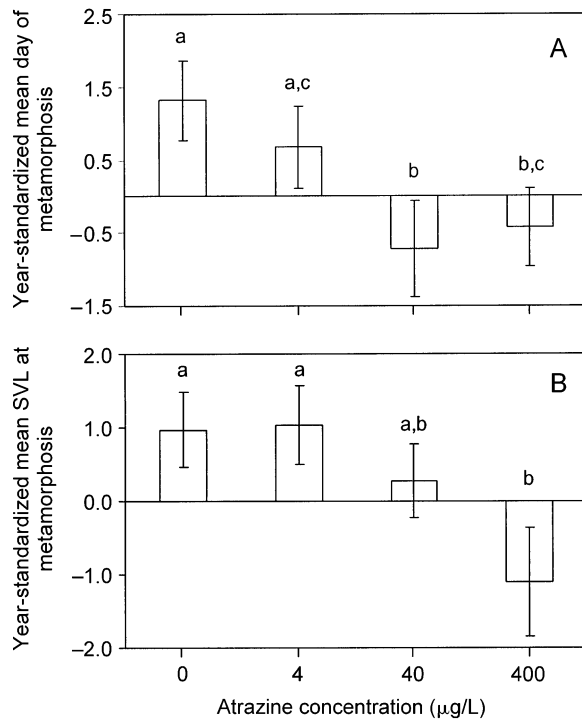 Year-standardized mean day of
metamorphosis
2.5
1.5
0.5
−0.5
−1.5
A
a
a,c
b
b,c
Year-standardized mean SVL at
metamorphosis
2.0
1.0
0.0
−1.0
−2.0
B
a
a
a,b
b
0 4 40 400
Atrazine concentration (μg/L)